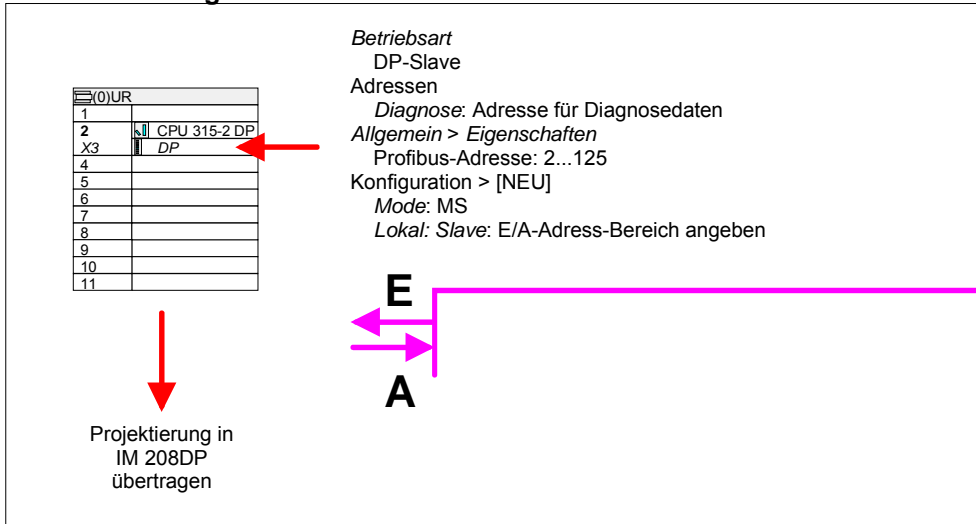 Betriebsart
DP-Slave
Adressen
Diagnose: Adresse für Diagnosedaten
Allgemein > Eigenschaften
Profibus-Adresse: 2...125
Konfiguration > [NEU]
Mode: MS
Lokal: Slave: E/A-Adress-Bereich angeben
(0)UR
1
2 CPU 315-2 DP
X3 DP
4
5
6
7
8
9
10
11
E
A
Projektierung in
IM 208DP
übertragen